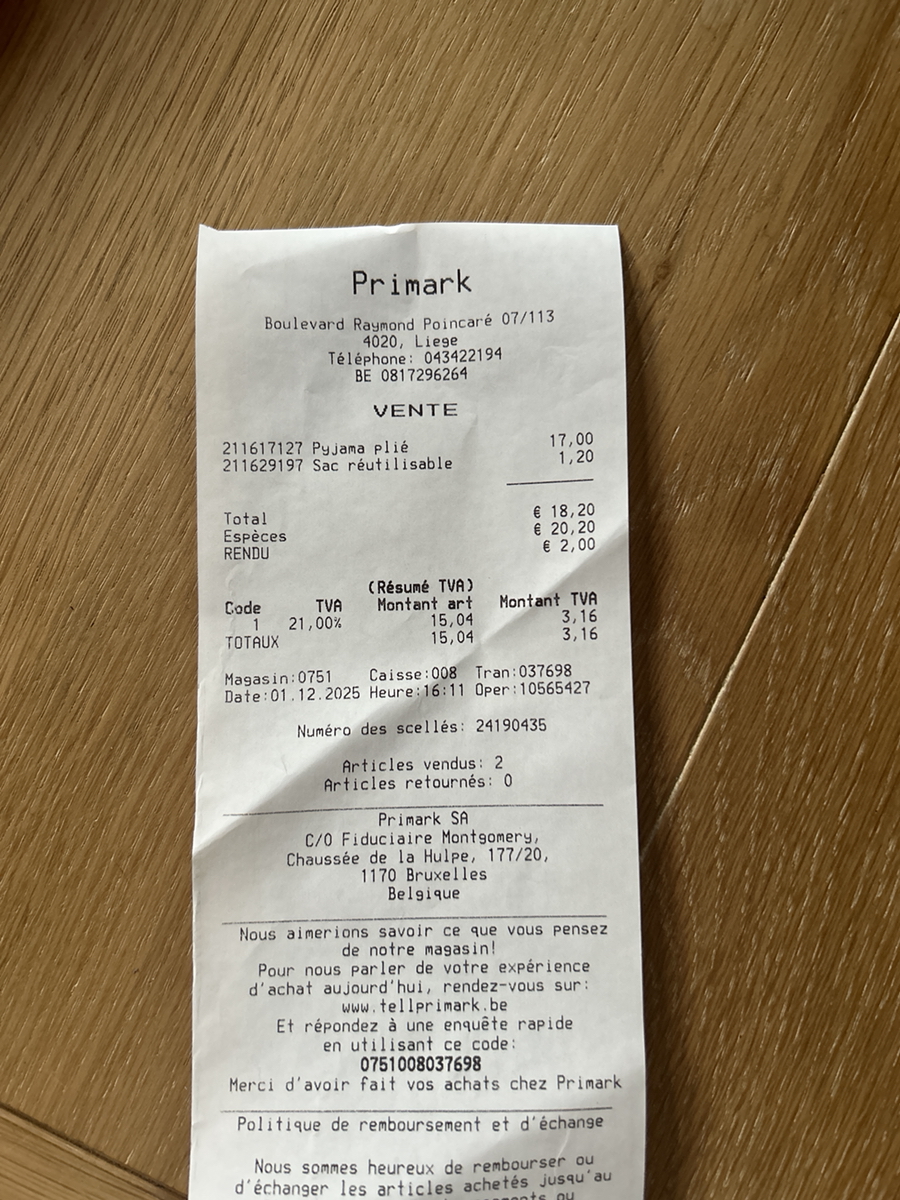 Primark
Boulevard Raymond Poincaré 07/113
4020, Liege
Téléphone: 043422194
BE 0817296264
VENTE
211617127 Pyjama plié 17,00
211629197 Sac réutilisable 1,20
Total € 18,20
Espèces € 20,20
RENDU € 2,00
(Résumé TVA)
Code TVA Montant art Montant TVA
1 21,00% 15,04 3,16
TOTAUX 15,04 3,16
Magasin:0751 Caisse:008 Tran:037698
Date:01.12.2025 Heure:16:11 Oper:10565427
Numéro des scellés: 24190435
Articles vendus: 2
Articles retournés: 0
Primark SA
C/O Fiduciaire Montgomery,
Chaussée de la Hulpe, 177/20,
1170 Bruxelles
Belgique
Nous aimerions savoir ce que vous pensez
de notre magasin!
Pour nous parler de votre expérience
d'achat aujourd'hui, rendez-vous sur:
www.tellprimark.be
Et répondez à une enquête rapide
en utilisant ce code:
0751008037698
Merci d'avoir fait vos achats chez Primark
Politique de remboursement et d'échange
Nous sommes heureux de rembourser ou
d'échanger les articles achetés jusqu'au
ou